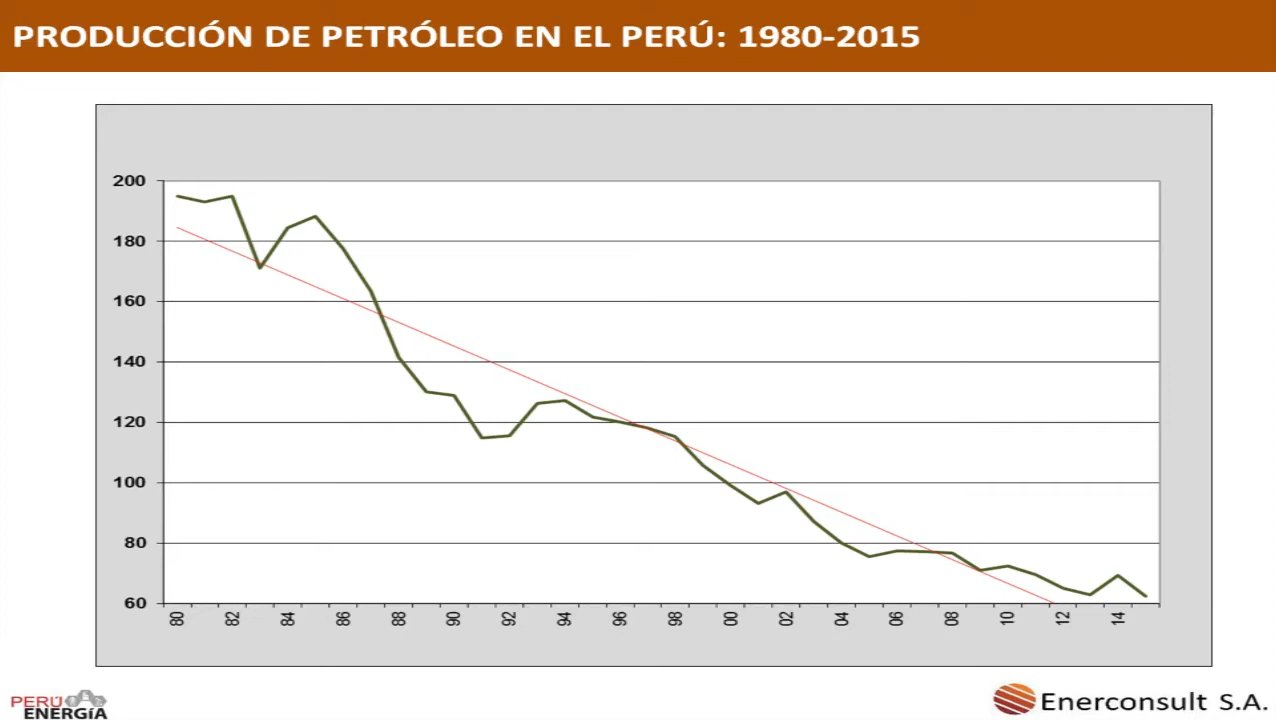 PRODUCCIÓN DE PETRÓLEO EN EL PERÚ: 1980-2015
200
180
160
140
120
100
80
60
80 82 84 86 88 90 92 94 96 98 00 02 04 06 08 10 12 14
PERÚ
ENERGÍA
Enerconsult S.A.